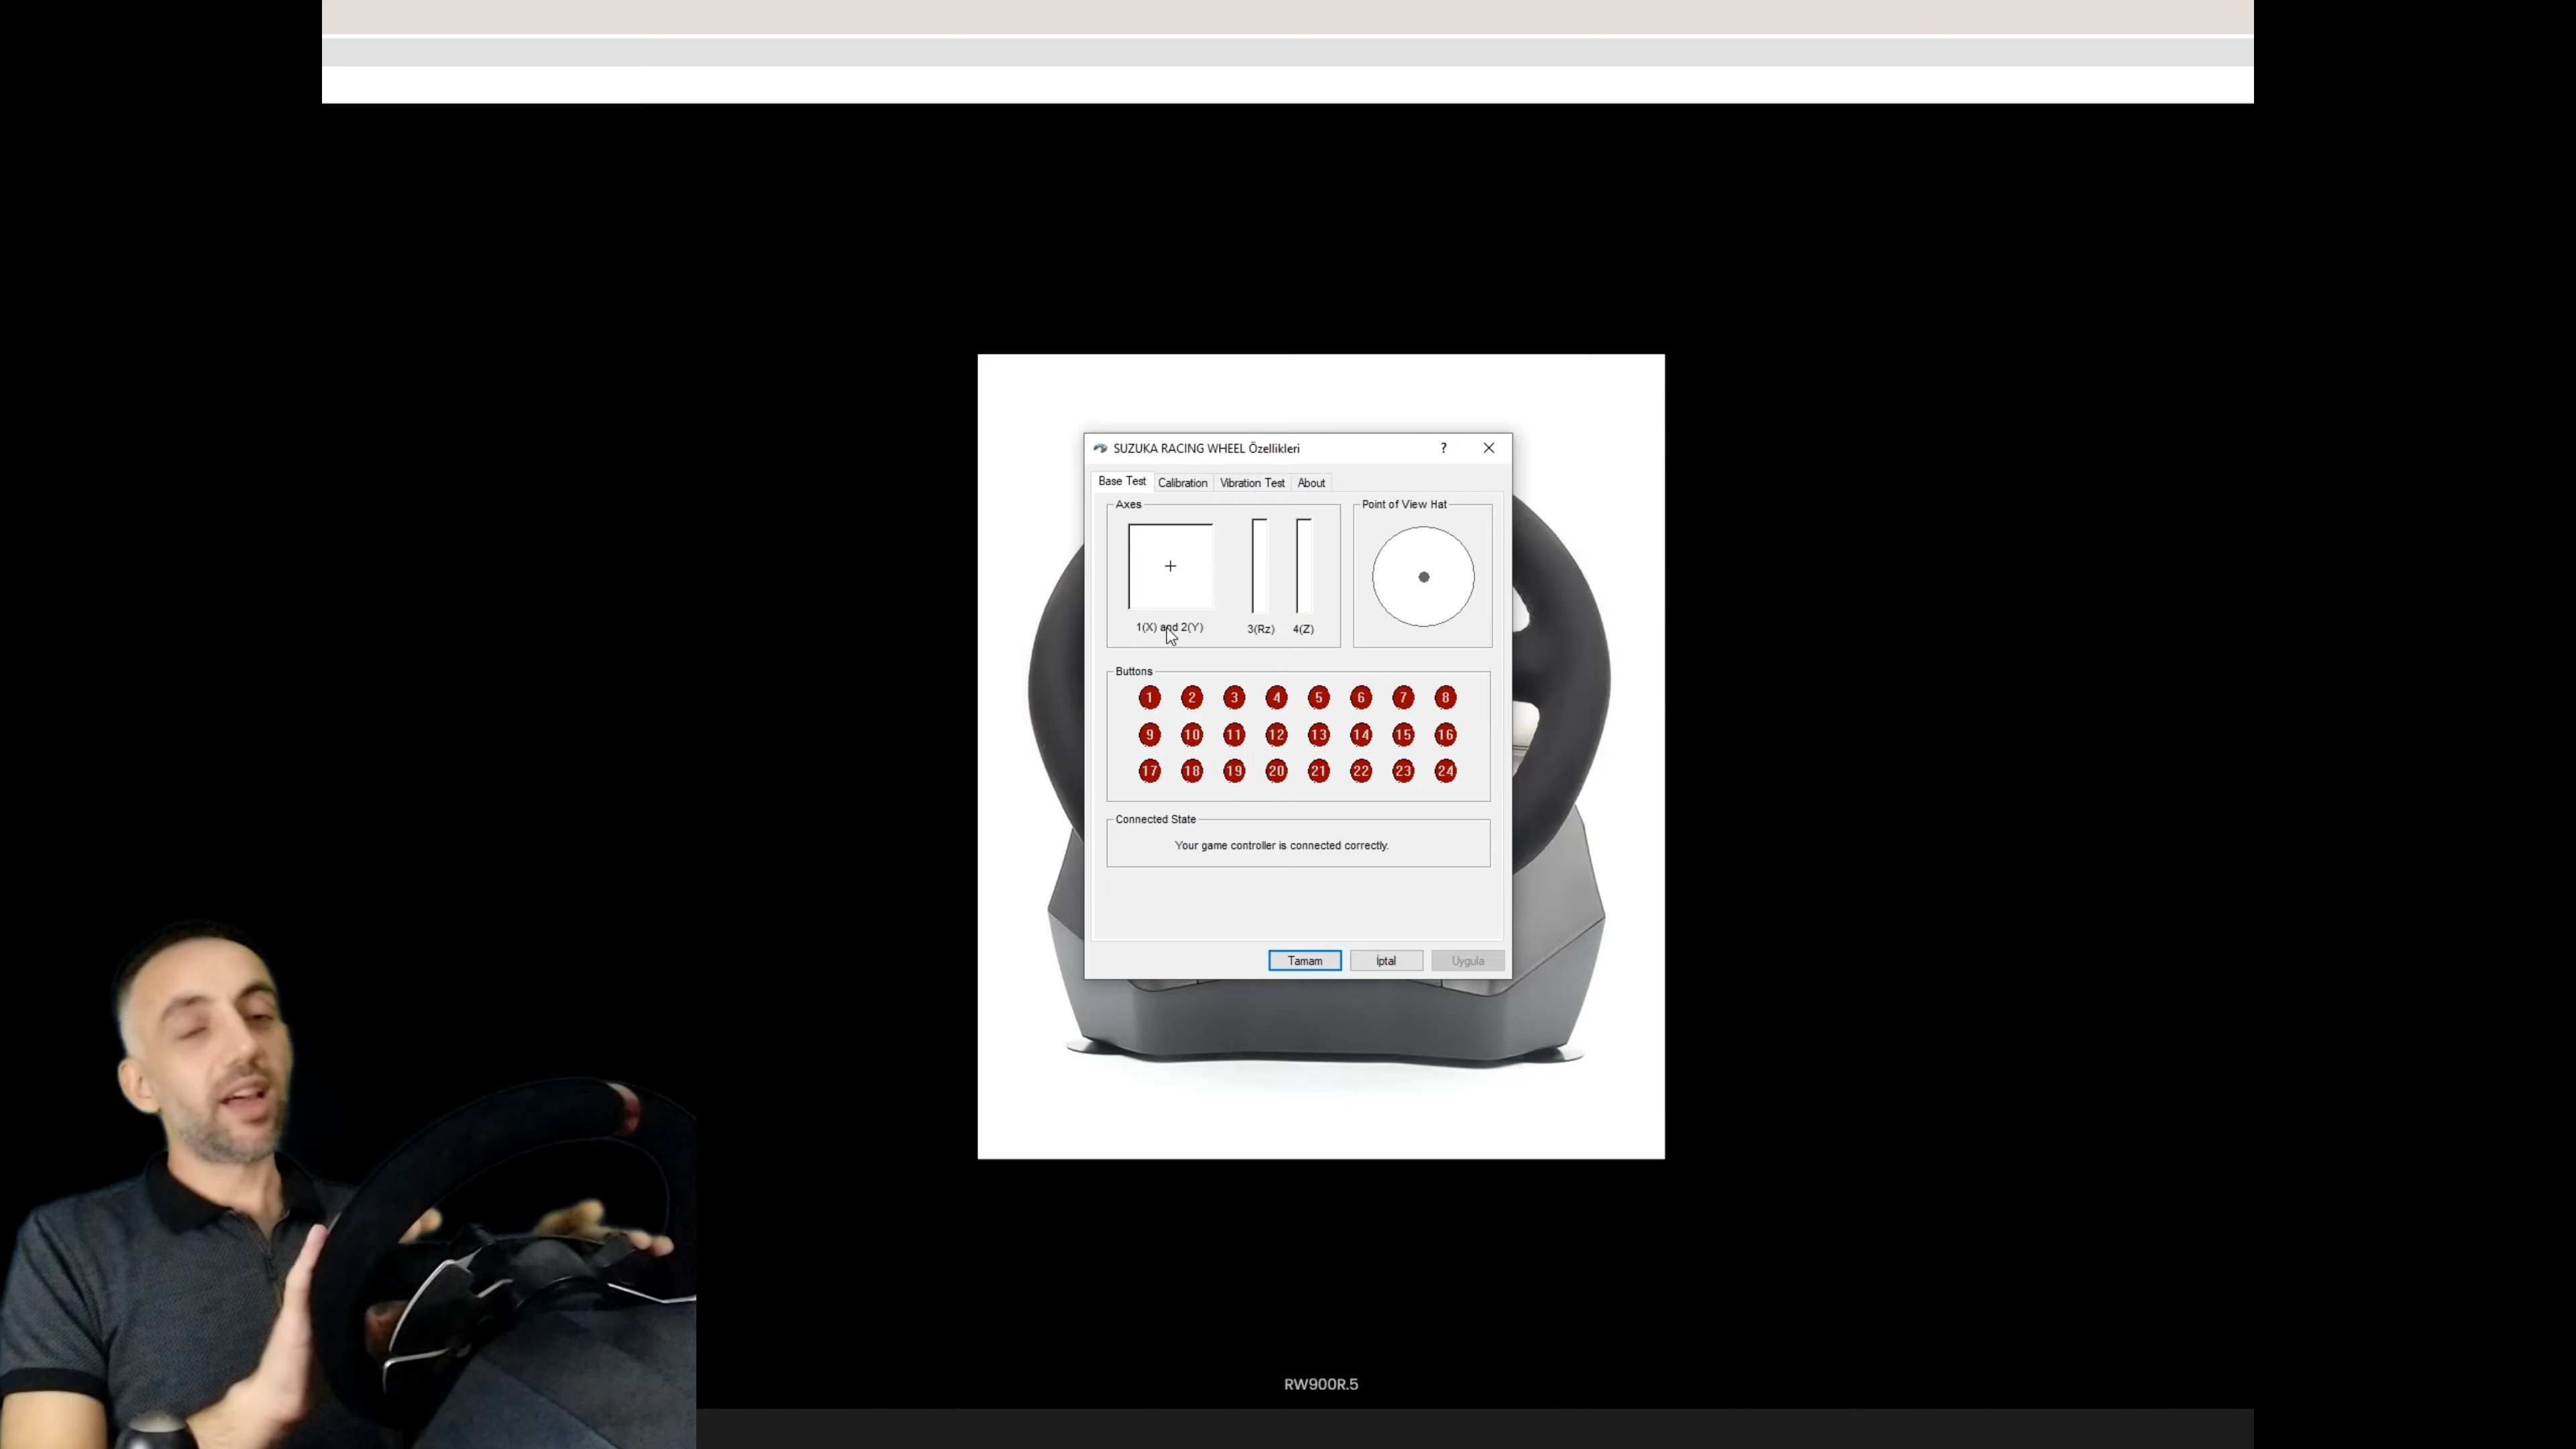 SUZUKA RACING WHEEL Özellikleri
?
Base Test Calibration Vibration Test About
Axes
Point of View Hat
1(X) and 2(Y)
3(Rz) 4(Z)
Buttons
1 2 3 4 5 6 7 8
9 10 11 12 13 14 15 16
17 18 19 20 21 22 23 24
Connected State
Your game controller is connected correctly.
Tamam İptal Uygula
RW900R.5